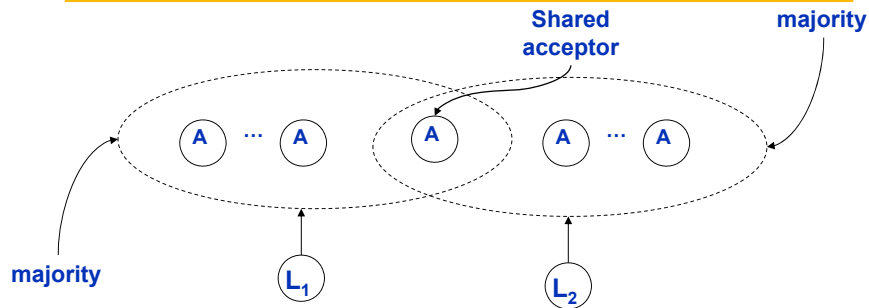 Shared
acceptor
majority
A … A
A
A … A
majority
L₁
L₂